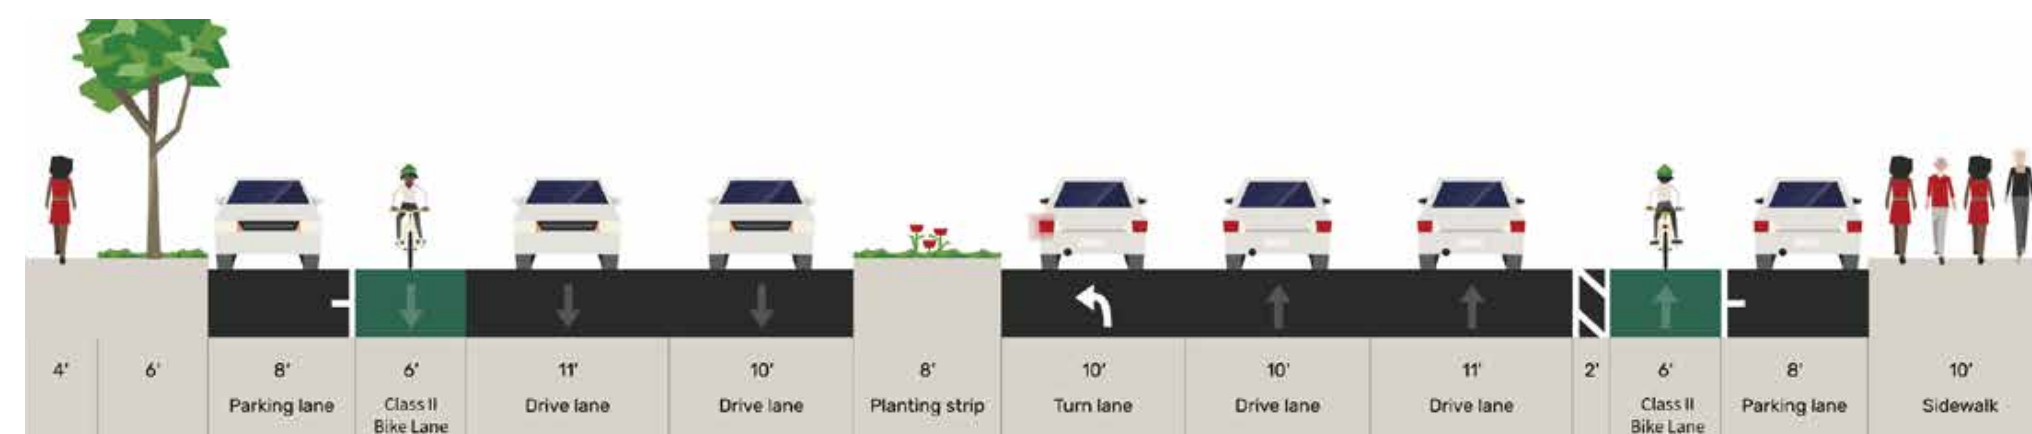 4' 6' 8' 6' 11' 10' 8' 10' 10' 11' 2' 6' 8' 10'
Parking lane Class II Drive lane Drive lane Planting strip Turn lane Drive lane Drive lane Class II Parking lane Sidewalk
Bike Lane Bike Lane